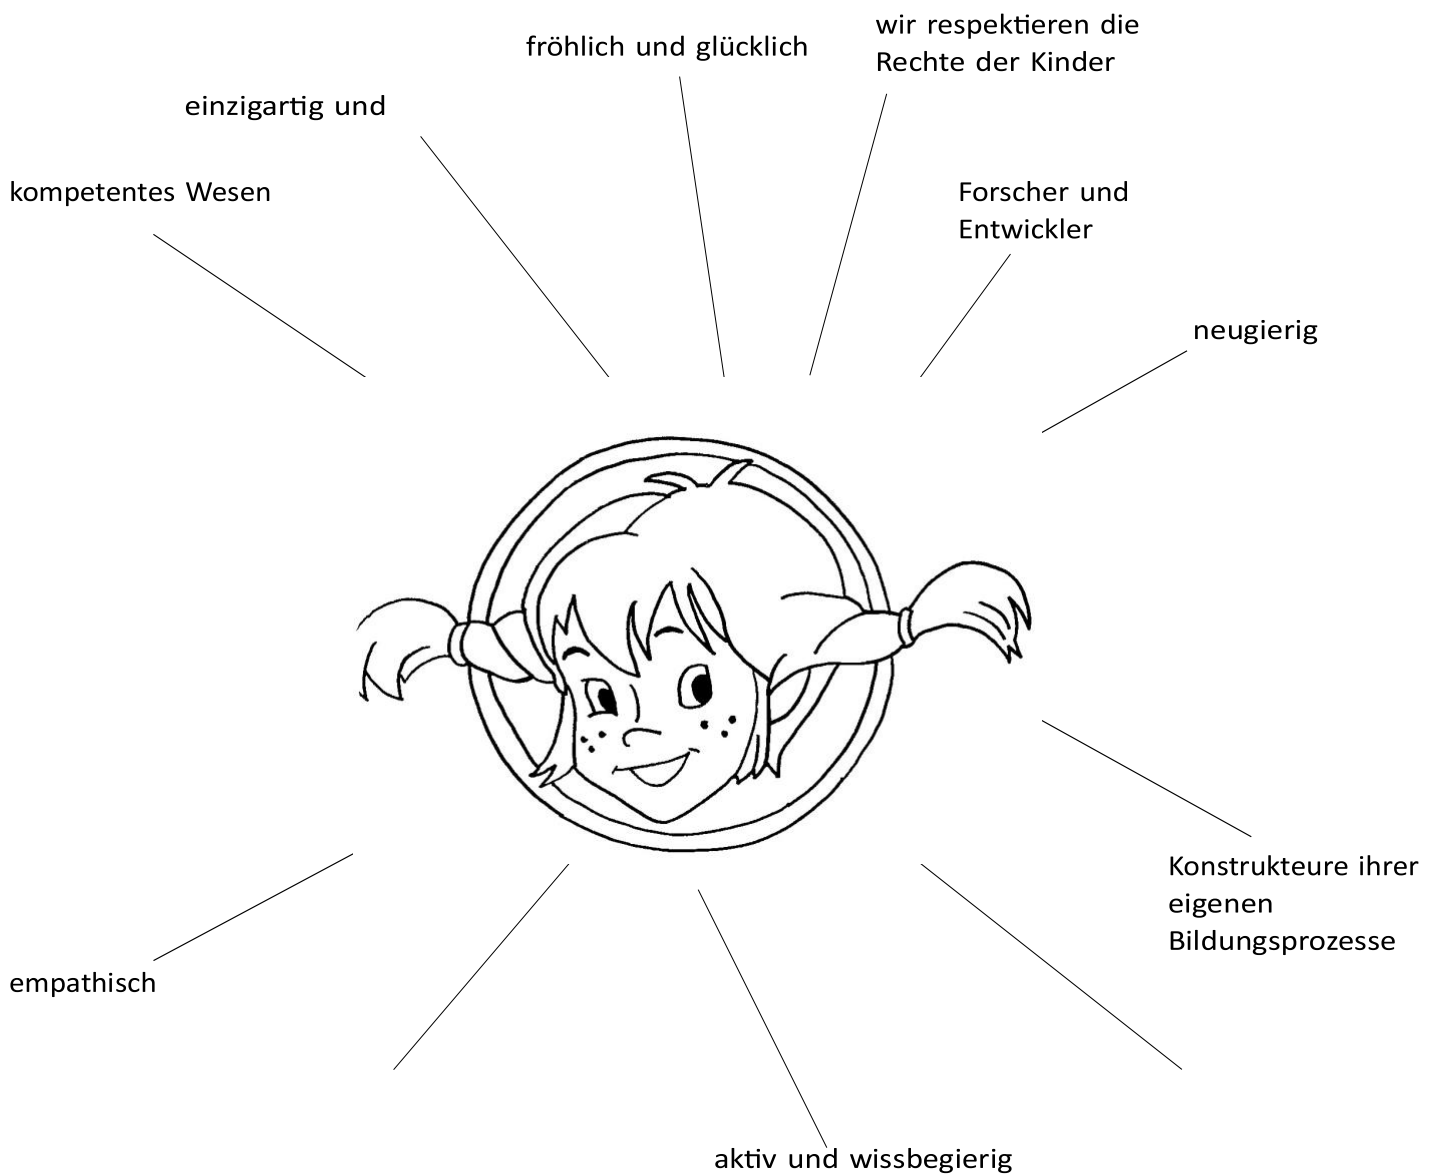 fröhlich und glücklich
wir respektieren die
Rechte der Kinder
einzigartig und
kompetentes Wesen
Forscher und
Entwickler
neugierig
Konstrukteure ihrer
eigenen
Bildungsprozesse
empathisch
aktiv und wissbegierig